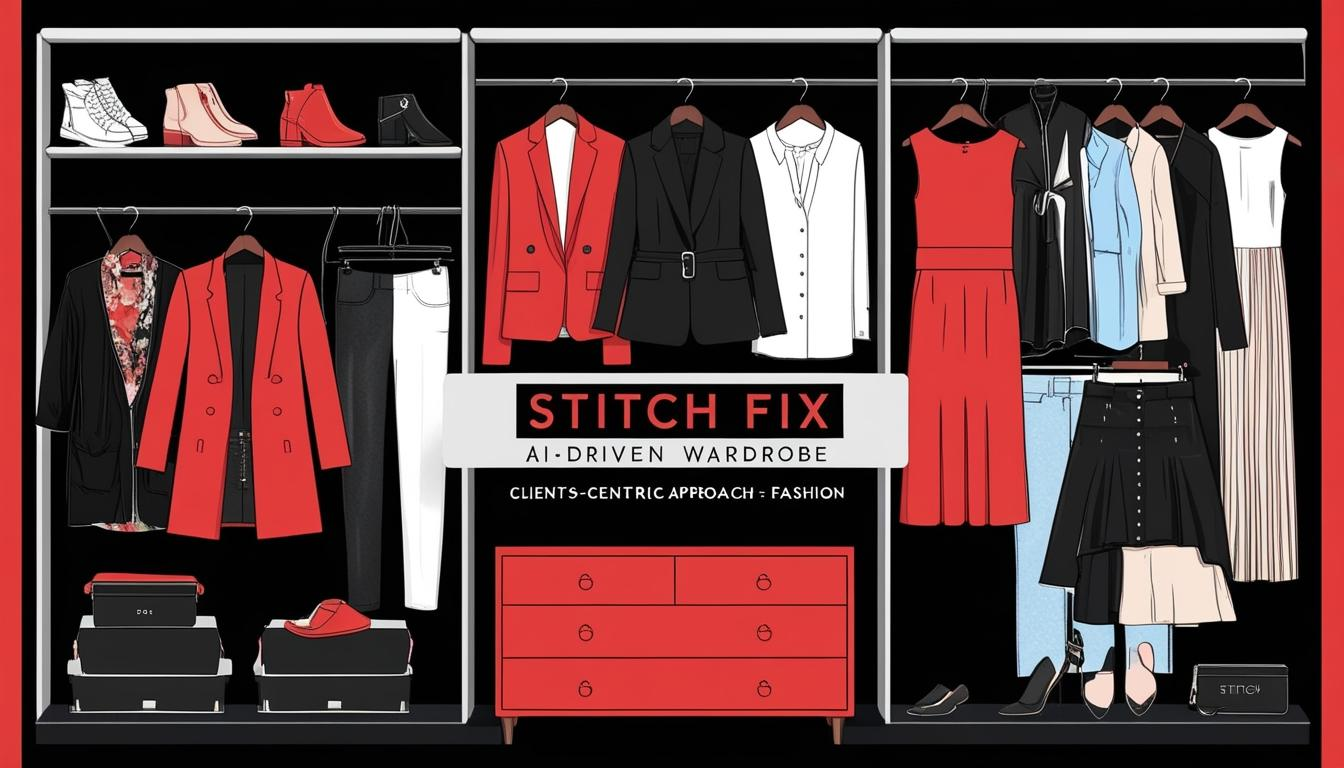 STITCH FIX
AI-DRIVEN WARDROBE
CLIENTS-CENTRIC APPROACH : FASHION